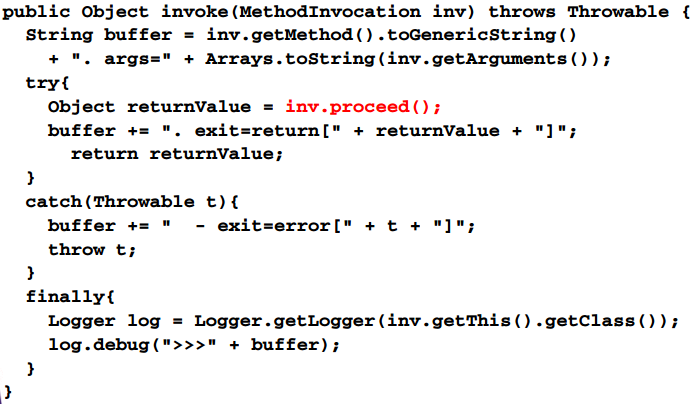 public Object invoke(MethodInvocation inv) throws Throwable {
  String buffer = inv.getMethod().toGenericString()
    + ". args=" + Arrays.toString(inv.getArguments());
  try{
    Object returnValue = inv.proceed();
    buffer += ". exit=return[" + returnValue + "]";
      return returnValue;
  }
  catch(Throwable t){
    buffer += "  - exit=error[" + t + "]";
    throw t;
  }
  finally{
    Logger log = Logger.getLogger(inv.getThis().getClass());
    log.debug(">>>" + buffer);
  }
}